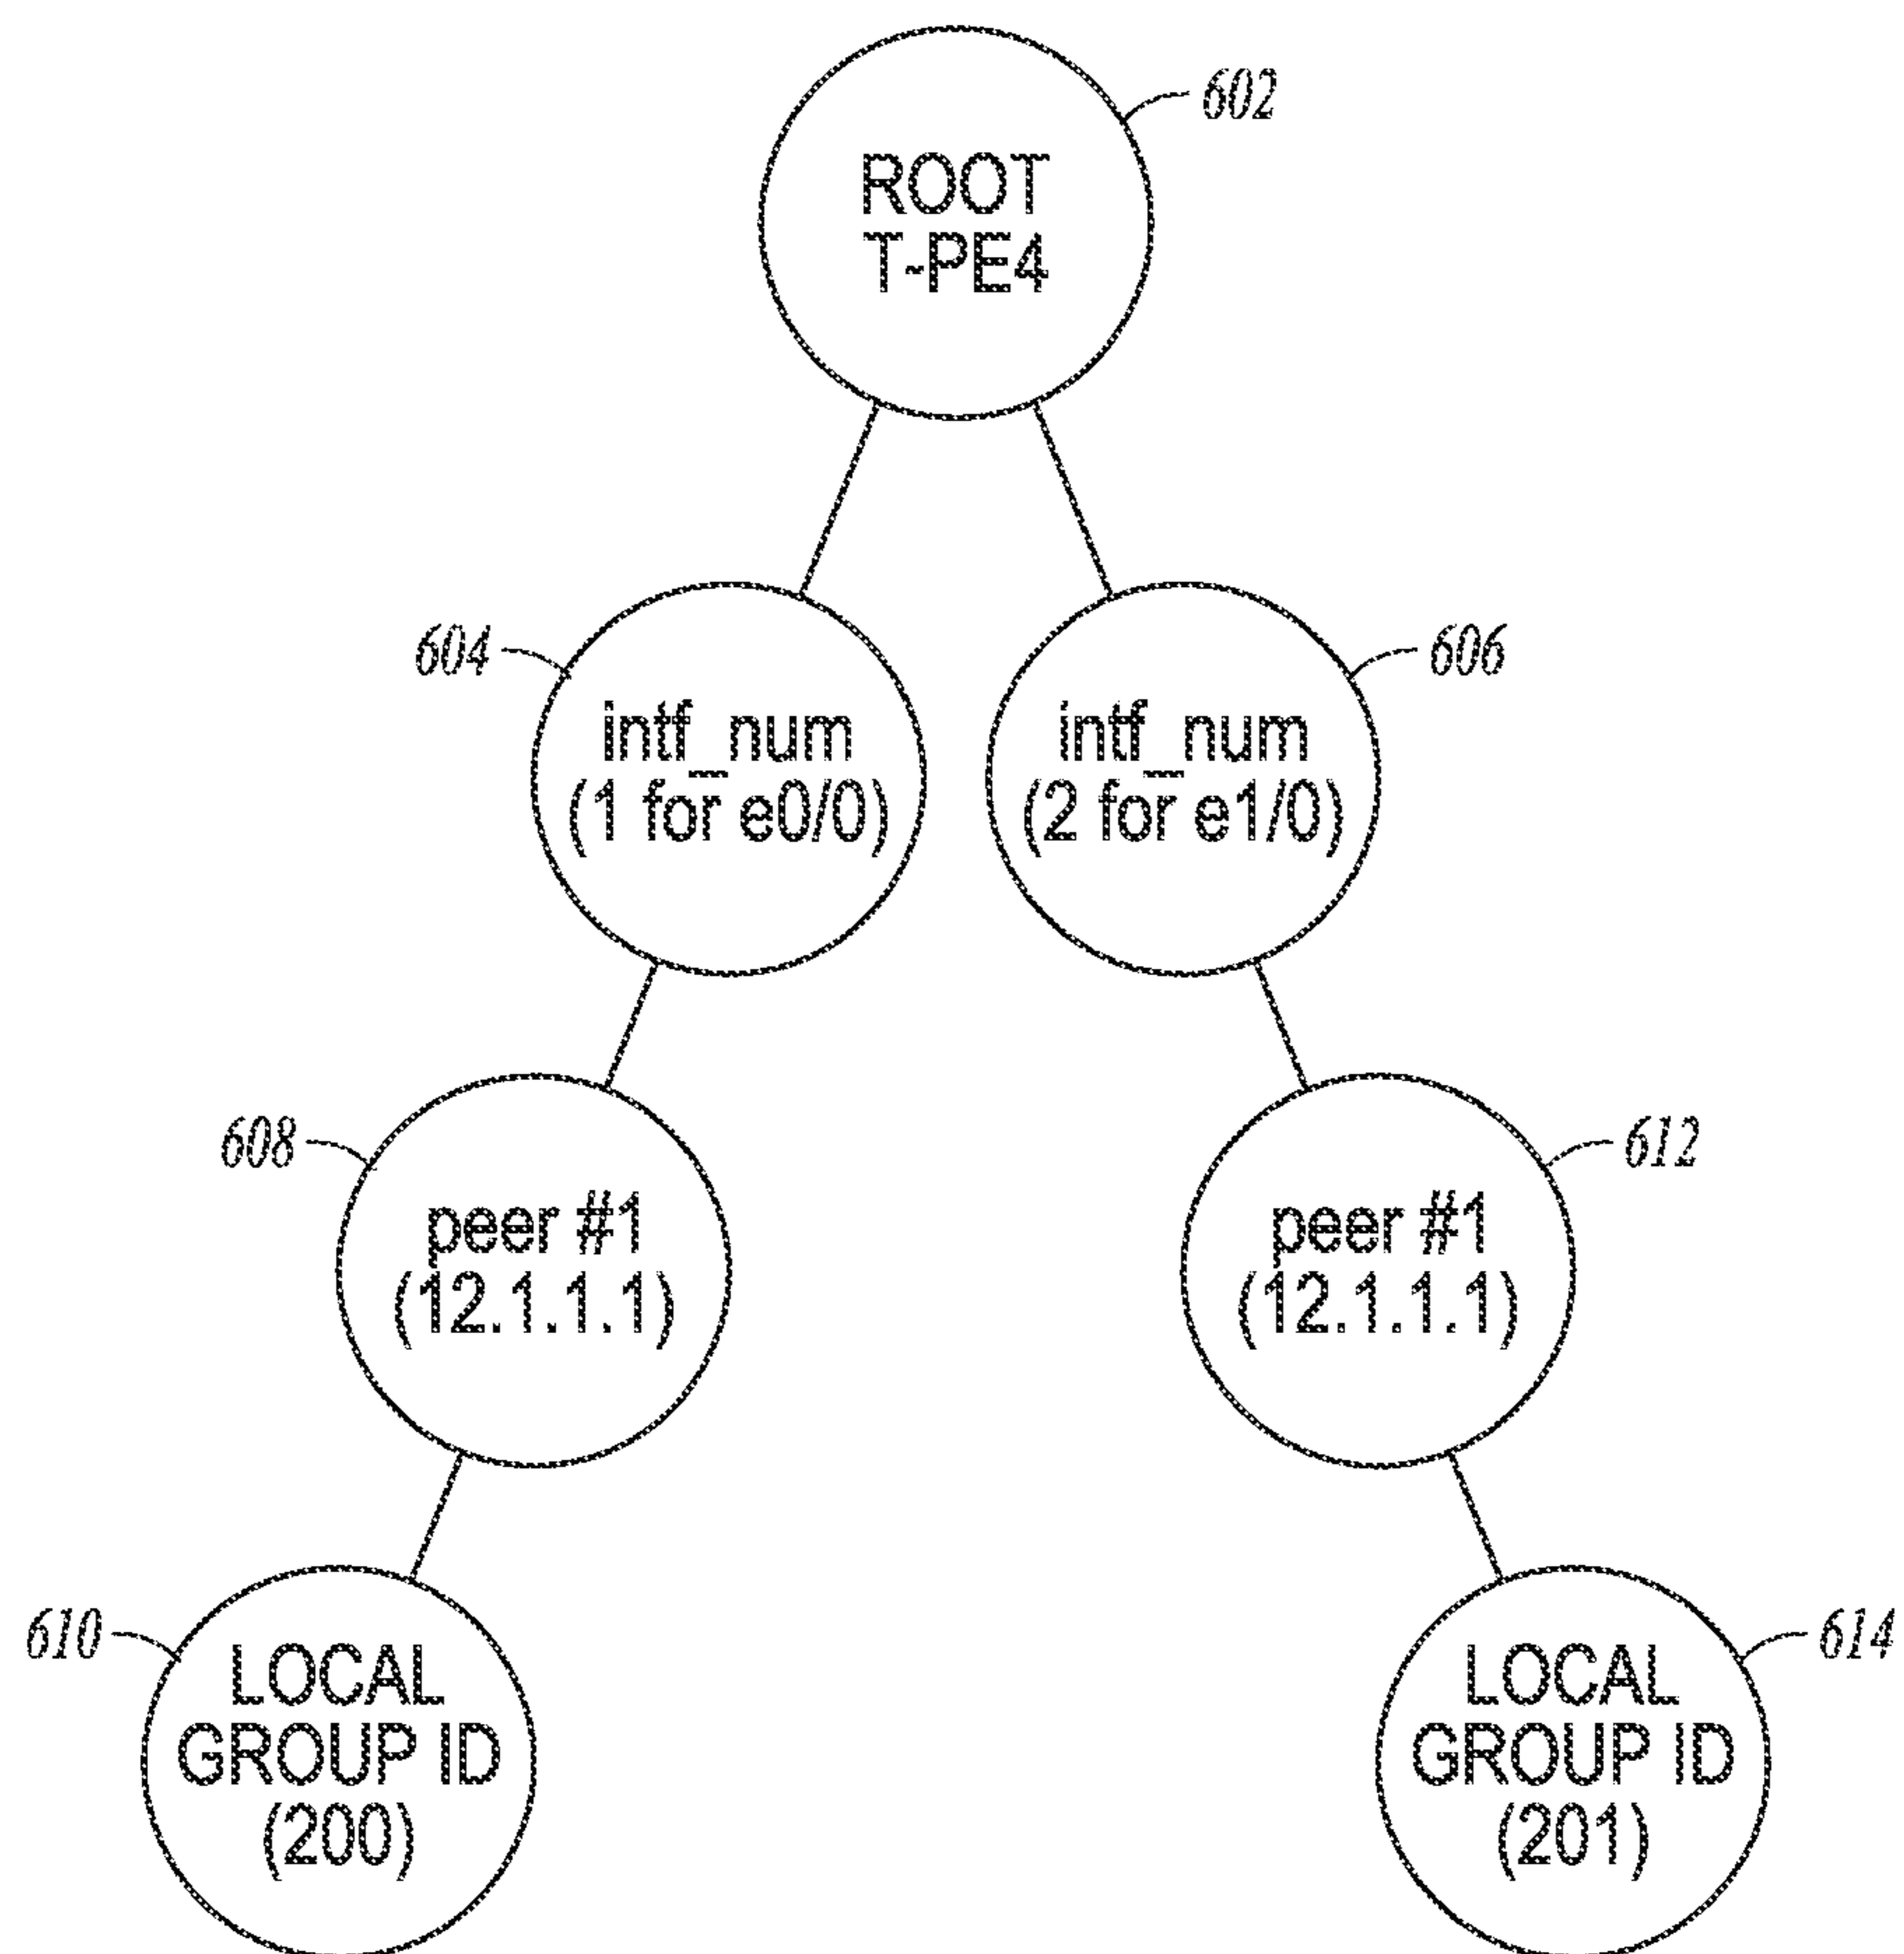 602
ROOT
T-PE4
604
606
intf_num
(1 for e0/0)
intf_num
(2 for e1/0)
608
612
peer #1
(12.1.1.1)
peer #1
(12.1.1.1)
610
614
LOCAL
GROUP ID
(200)
LOCAL
GROUP ID
(201)